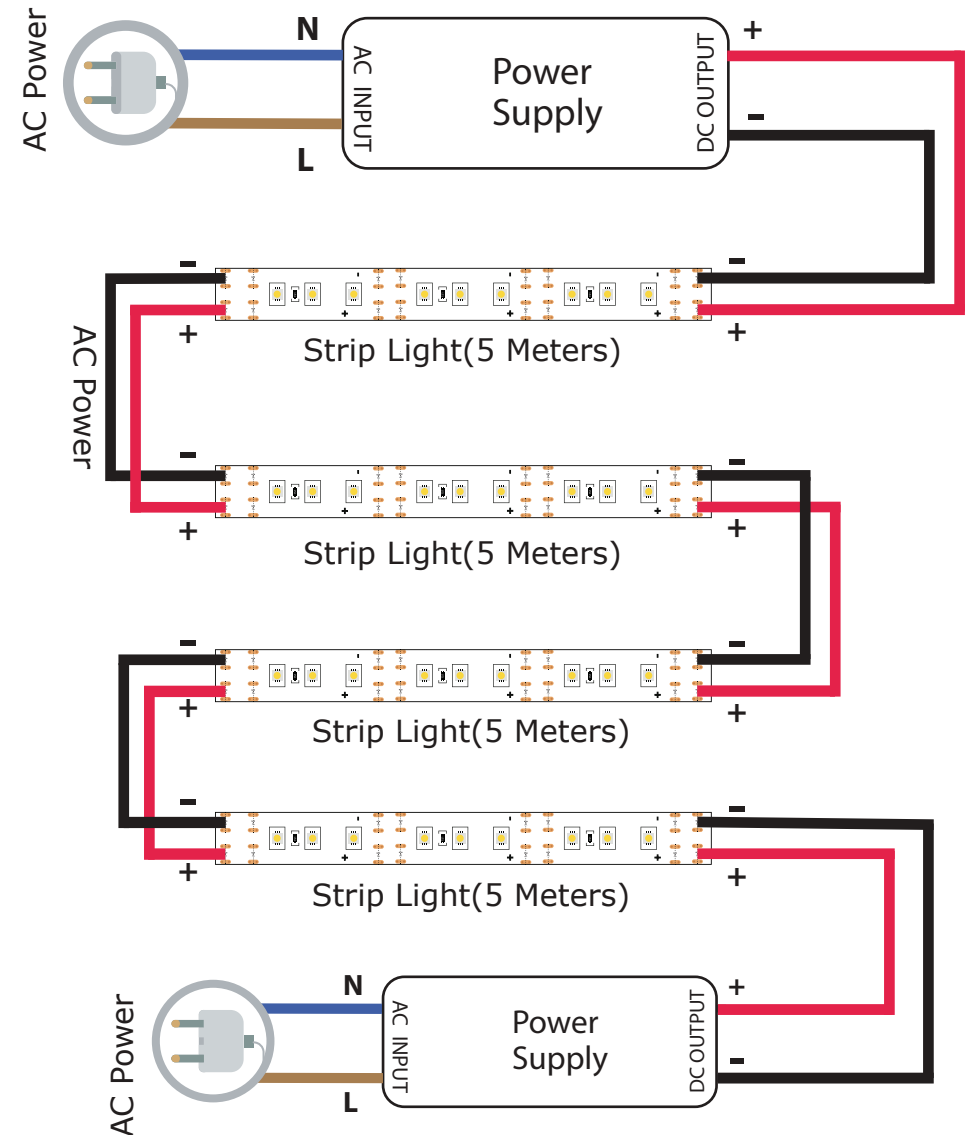 AC Power
N
L
AC INPUT
Power
Supply
DC OUTPUT
+
-
-
+
-
+
Strip Light(5 Meters)
AC Power
-
+
-
+
Strip Light(5 Meters)
-
+
-
+
Strip Light(5 Meters)
-
+
-
+
Strip Light(5 Meters)
AC Power
N
L
AC INPUT
Power
Supply
DC OUTPUT
+
-